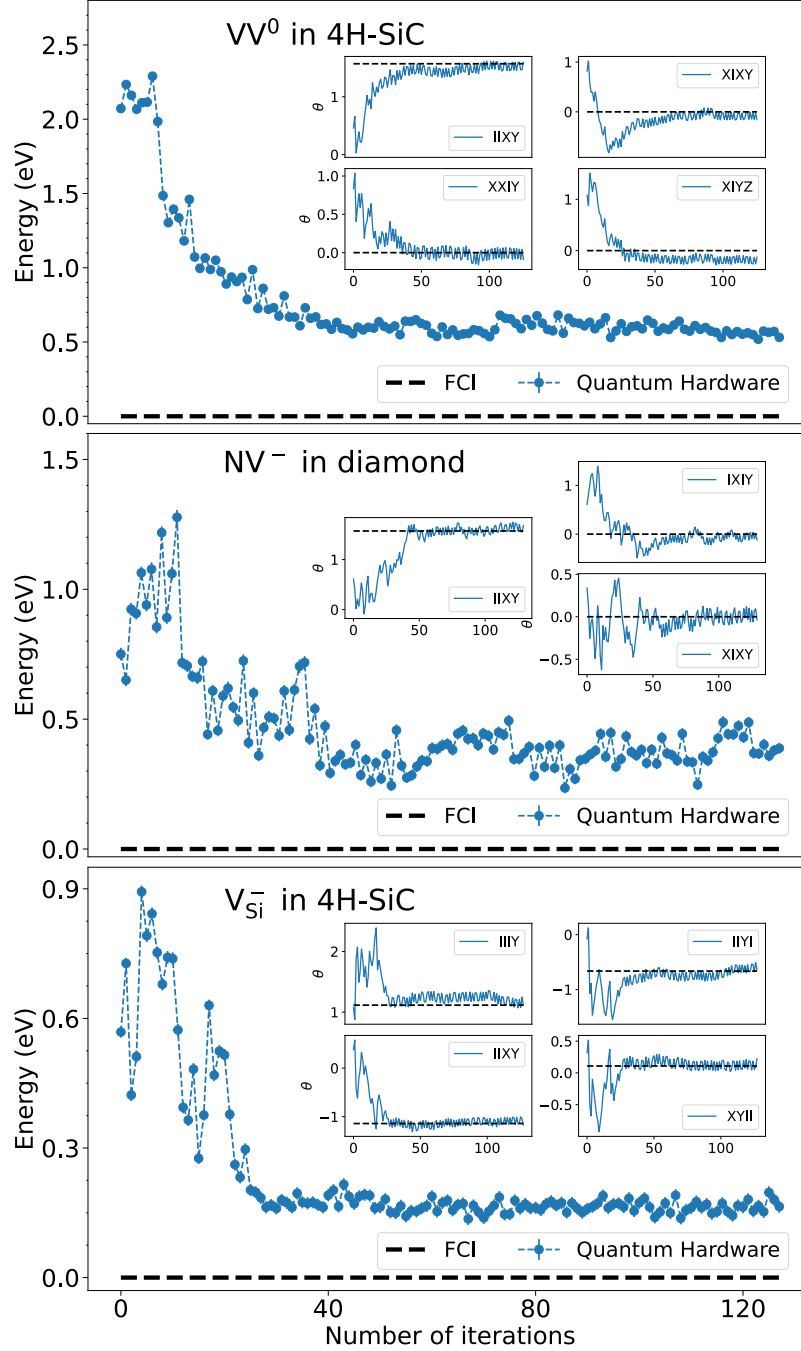 VV⁰ in 4H-SiC
Energy (eV)
2.5
2.0
1.5
1.0
0.5
0.0
θ
1
0
IIXY
1
0
XIXY
θ
1.0
0.5
0.0
XXIY
0 50 100
1
0
XIYZ
0 50 100
FCI Quantum Hardware
NV⁻ in diamond
Energy (eV)
1.5
1.0
0.5
0.0
θ
1
0
IIXY
0 50 100
θ
1
0
IXIY
0.5
0.0
−0.5
XIXY
0 50 100
FCI Quantum Hardware
V⁻Si in 4H-SiC
Energy (eV)
0.9
0.6
0.3
0.0
θ
2
1
IIIY
0
−1
IIYI
θ
0
−1
IIXY
0 50 100
0.5
0.0
−0.5
XYII
0 50 100
FCI Quantum Hardware
0 40 80 120
Number of iterations